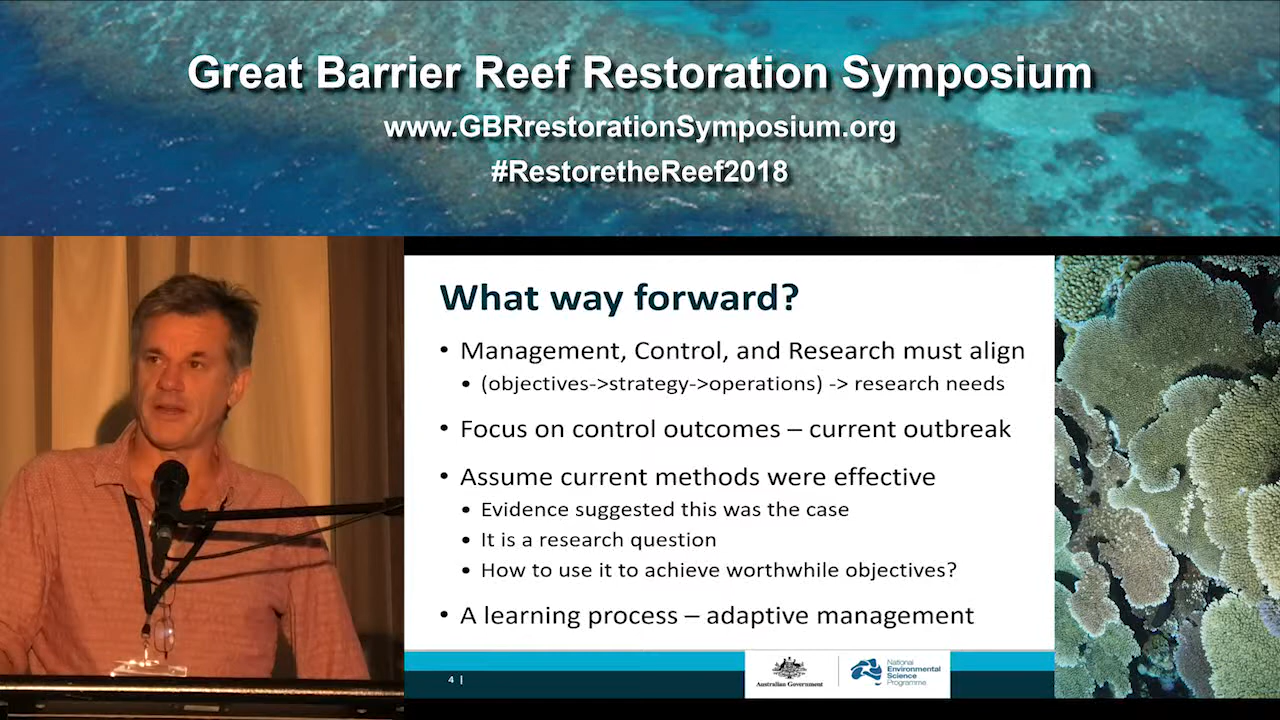 Great Barrier Reef Restoration Symposium
www.GBRrestorationSymposium.org
#RestoretheReef2018
What way forward?
• Management, Control, and Research must align
• (objectives->strategy->operations) -> research needs
• Focus on control outcomes – current outbreak
• Assume current methods were effective
• Evidence suggested this was the case
• It is a research question
• How to use it to achieve worthwhile objectives?
• A learning process – adaptive management
4 |
Australian Government
National
Environmental
Science
Programme